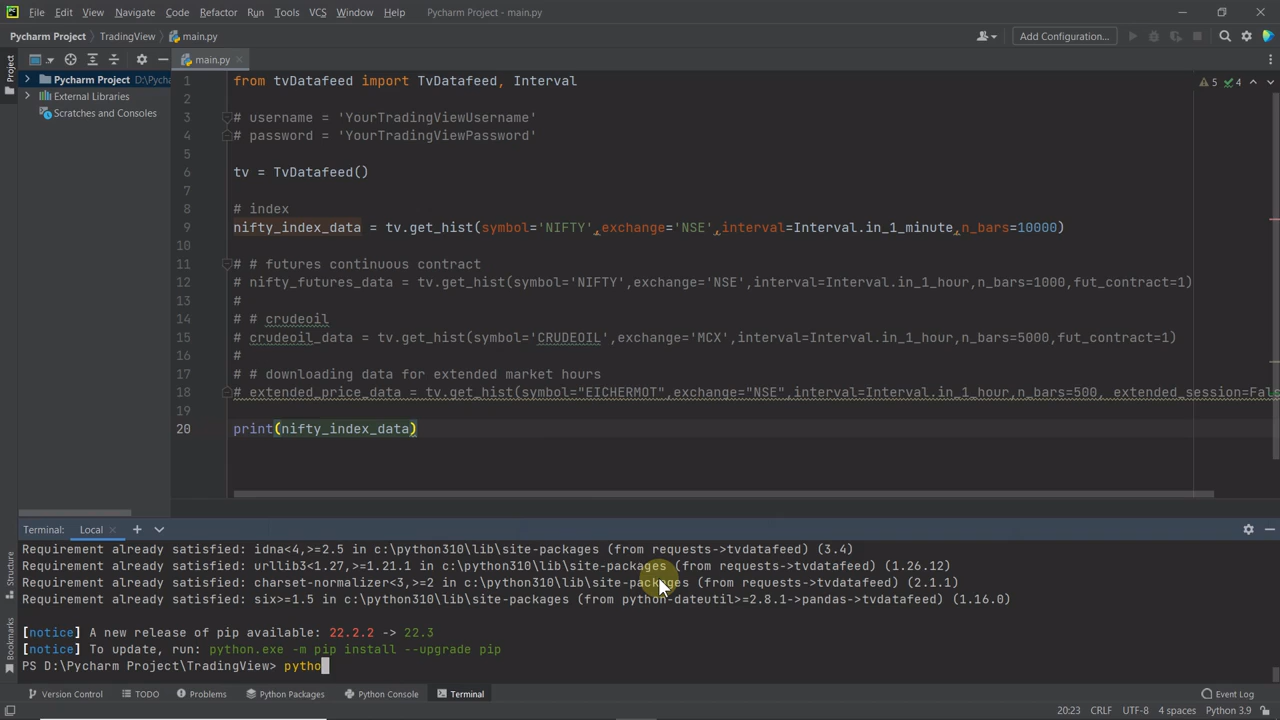 File Edit View Navigate Code Refactor Run Tools VCS Window Help Pycharm Project - main.py
Pycharm Project TradingView main.py Add Configuration...
Project
main.py
Pycharm Project D:\Pycha
External Libraries
Scratches and Consoles
5 4
1 from tvDatafeed import TvDatafeed, Interval
2
3 # username = 'YourTradingViewUsername'
4 # password = 'YourTradingViewPassword'
5
6 tv = TvDatafeed()
7
8 # index
9 nifty_index_data = tv.get_hist(symbol='NIFTY',exchange='NSE',interval=Interval.in_1_minute,n_bars=10000)
10
11 # # futures continuous contract
12 # nifty_futures_data = tv.get_hist(symbol='NIFTY',exchange='NSE',interval=Interval.in_1_hour,n_bars=1000,fut_contract=1)
13 #
14 # # crudeoil
15 # crudeoil_data = tv.get_hist(symbol='CRUDEOIL',exchange='MCX',interval=Interval.in_1_hour,n_bars=5000,fut_contract=1)
16 #
17 # # downloading data for extended market hours
18 # extended_price_data = tv.get_hist(symbol="EICHERMOT",exchange="NSE",interval=Interval.in_1_hour,n_bars=500, extended_session=Fals
19
20 print(nifty_index_data)
Terminal: Local
Requirement already satisfied: idna<4,>=2.5 in c:\python310\lib\site-packages (from requests->tvdatafeed) (3.4)
Requirement already satisfied: urllib3<1.27,>=1.21.1 in c:\python310\lib\site-packages (from requests->tvdatafeed) (1.26.12)
Requirement already satisfied: charset-normalizer<3,>=2 in c:\python310\lib\site-packages (from requests->tvdatafeed) (2.1.1)
Requirement already satisfied: six>=1.5 in c:\python310\lib\site-packages (from python-dateutil>=2.8.1->pandas->tvdatafeed) (1.16.0)
[notice] A new release of pip available: 22.2.2 -> 22.3
[notice] To update, run: python.exe -m pip install --upgrade pip
PS D:\Pycharm Project\TradingView> pytho
Structure
Bookmarks
Version Control TODO Problems Python Packages Python Console Terminal Event Log
20:23 CRLF UTF-8 4 spaces Python 3.9